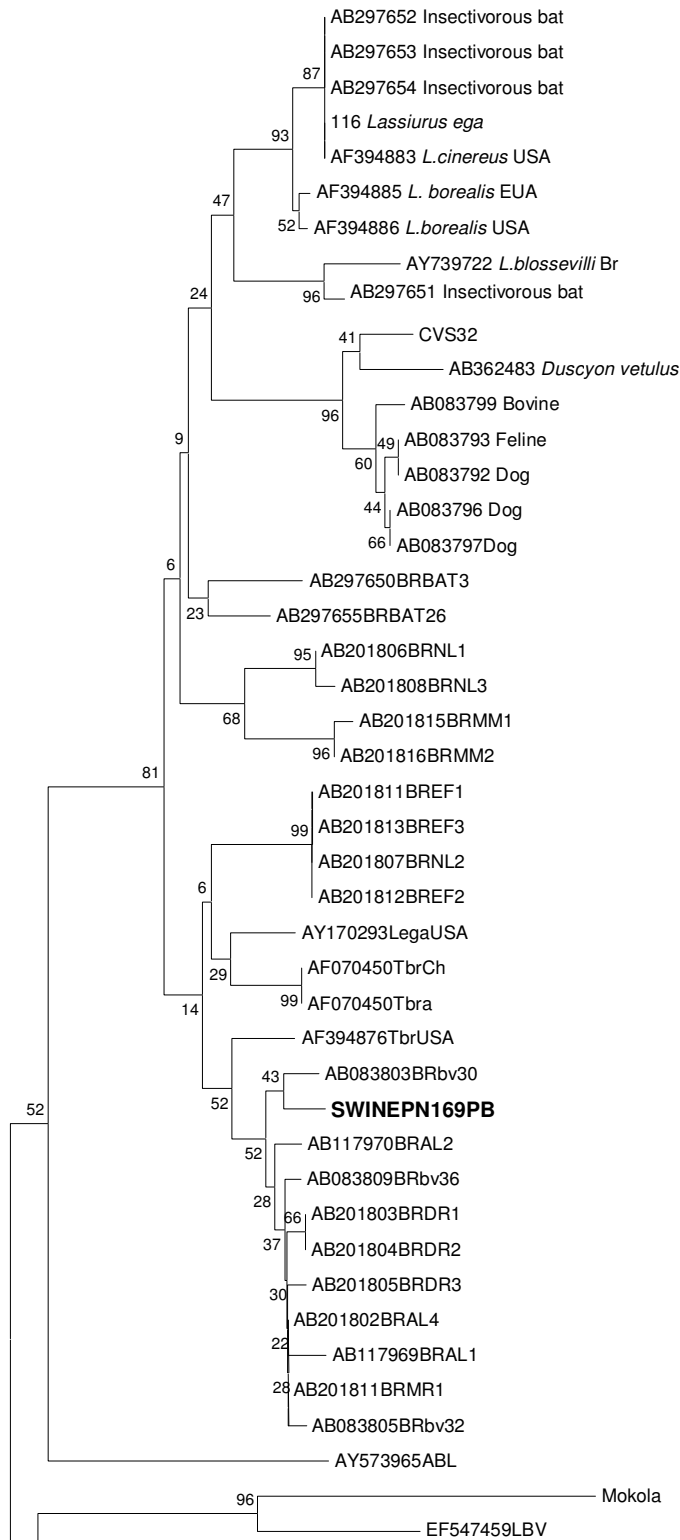 AB297652 Insectivorous bat
AB297653 Insectivorous bat
87
AB297654 Insectivorous bat
116 Lassiurus ega
93
AF394883 L.cinereus USA
AF394885 L. borealis EUA
47
52
AF394886 L.borealis USA
AY739722 L.blossevilli Br
24
96
AB297651 Insectivorous bat
41
CVS32
AB362483 Duscyon vetulus
96
AB083799 Bovine
9
49
AB083793 Feline
60
AB083792 Dog
44
AB083796 Dog
66
AB083797Dog
6
AB297650BRBAT3
23
AB297655BRBAT26
95
AB201806BRNL1
AB201808BRNL3
68
AB201815BRMM1
96
AB201816BRMM2
81
AB201811BREF1
99
AB201813BREF3
AB201807BRNL2
6
AB201812BREF2
AY170293LegaUSA
29
AF070450TbrCh
99
AF070450Tbra
14
AF394876TbrUSA
43
AB083803BRbv30
52
52
SWINEPN169PB
52
AB117970BRAL2
28
AB083809BRbv36
66
AB201803BRDR1
37
AB201804BRDR2
30
AB201805BRDR3
AB201802BRAL4
22
AB117969BRAL1
28
AB201811BRMR1
AB083805BRbv32
AY573965ABL
96
Mokola
EF547459LBV